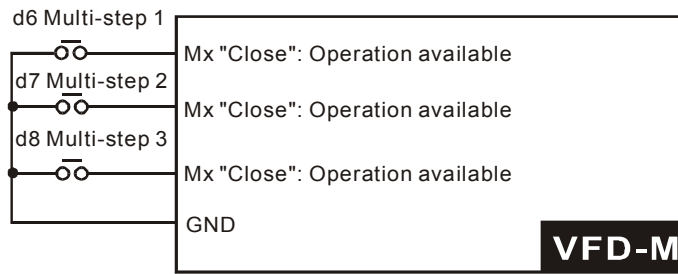 d6 Multi-step 1
Mx "Close": Operation available
d7 Multi-step 2
Mx "Close": Operation available
d8 Multi-step 3
Mx "Close": Operation available
GND
VFD-M